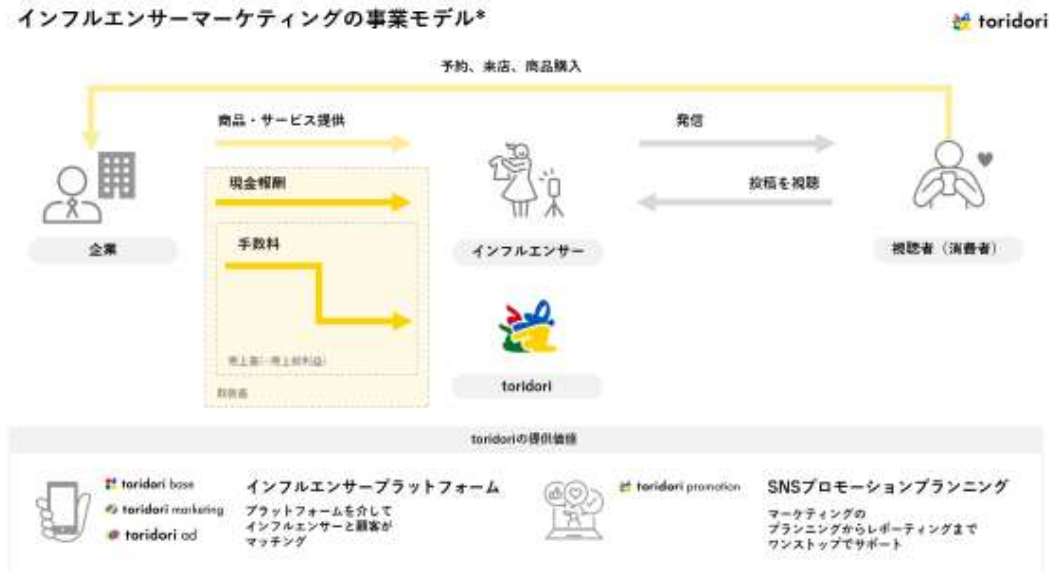 インフルエンサーマーケティングの事業モデル*
toridori
予約、来店、商品購入
商品・サービス提供
発信
現金報酬
投稿を視聴
手数料
企業
インフルエンサー
視聴者（消費者）
toridori
toridoriの提供価値
toridori base
toridori marketing
toridori ad
インフルエンサープラットフォーム
プラットフォームを介して
インフルエンサーと顧客が
マッチング
toridori promotion
SNSプロモーションプランニング
マーケティングの
プランニングからレポーティングまで
ワンストップでサポート